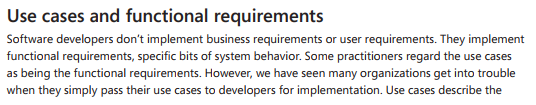 Use cases and functional requirements
Software developers don't implement business requirements or user requirements. They implement
functional requirements, specific bits of system behavior. Some practitioners regard the use cases
as being the functional requirements. However, we have seen many organizations get into trouble
when they simply pass their use cases to developers for implementation. Use cases describe the